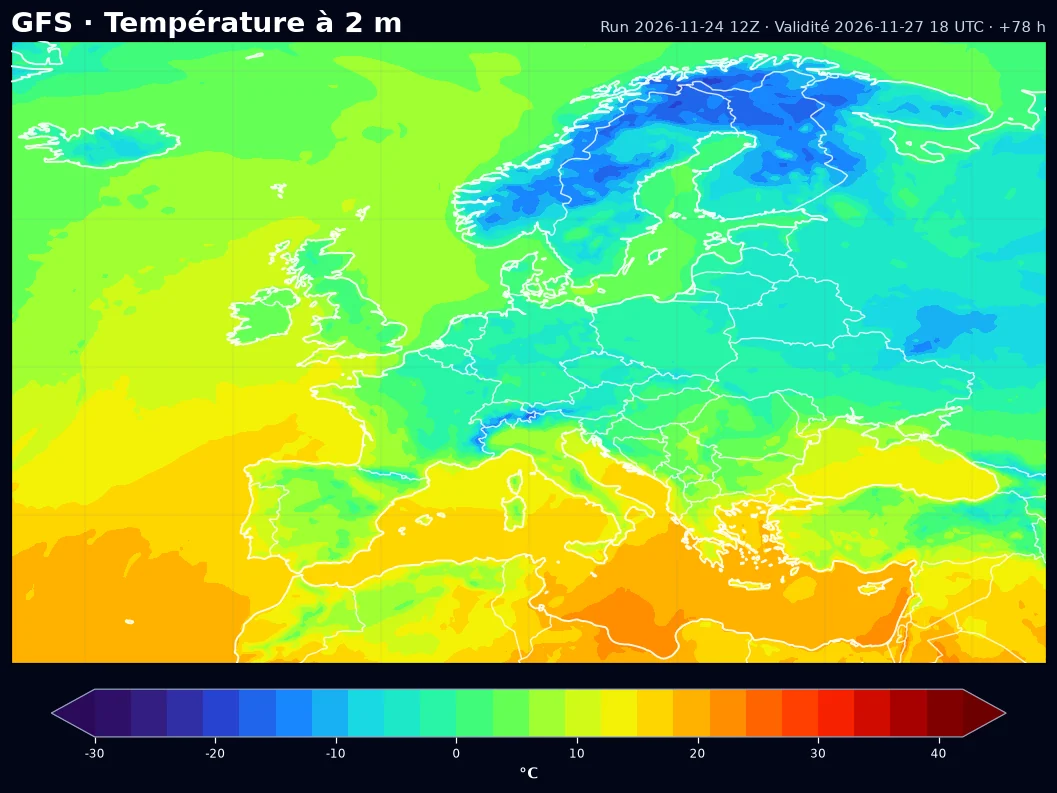 GFS · Température à 2 m
Run 2026-11-24 12Z · Validité 2026-11-27 18 UTC · +78 h
-30 -20 -10 0 10 20 30 40
°C